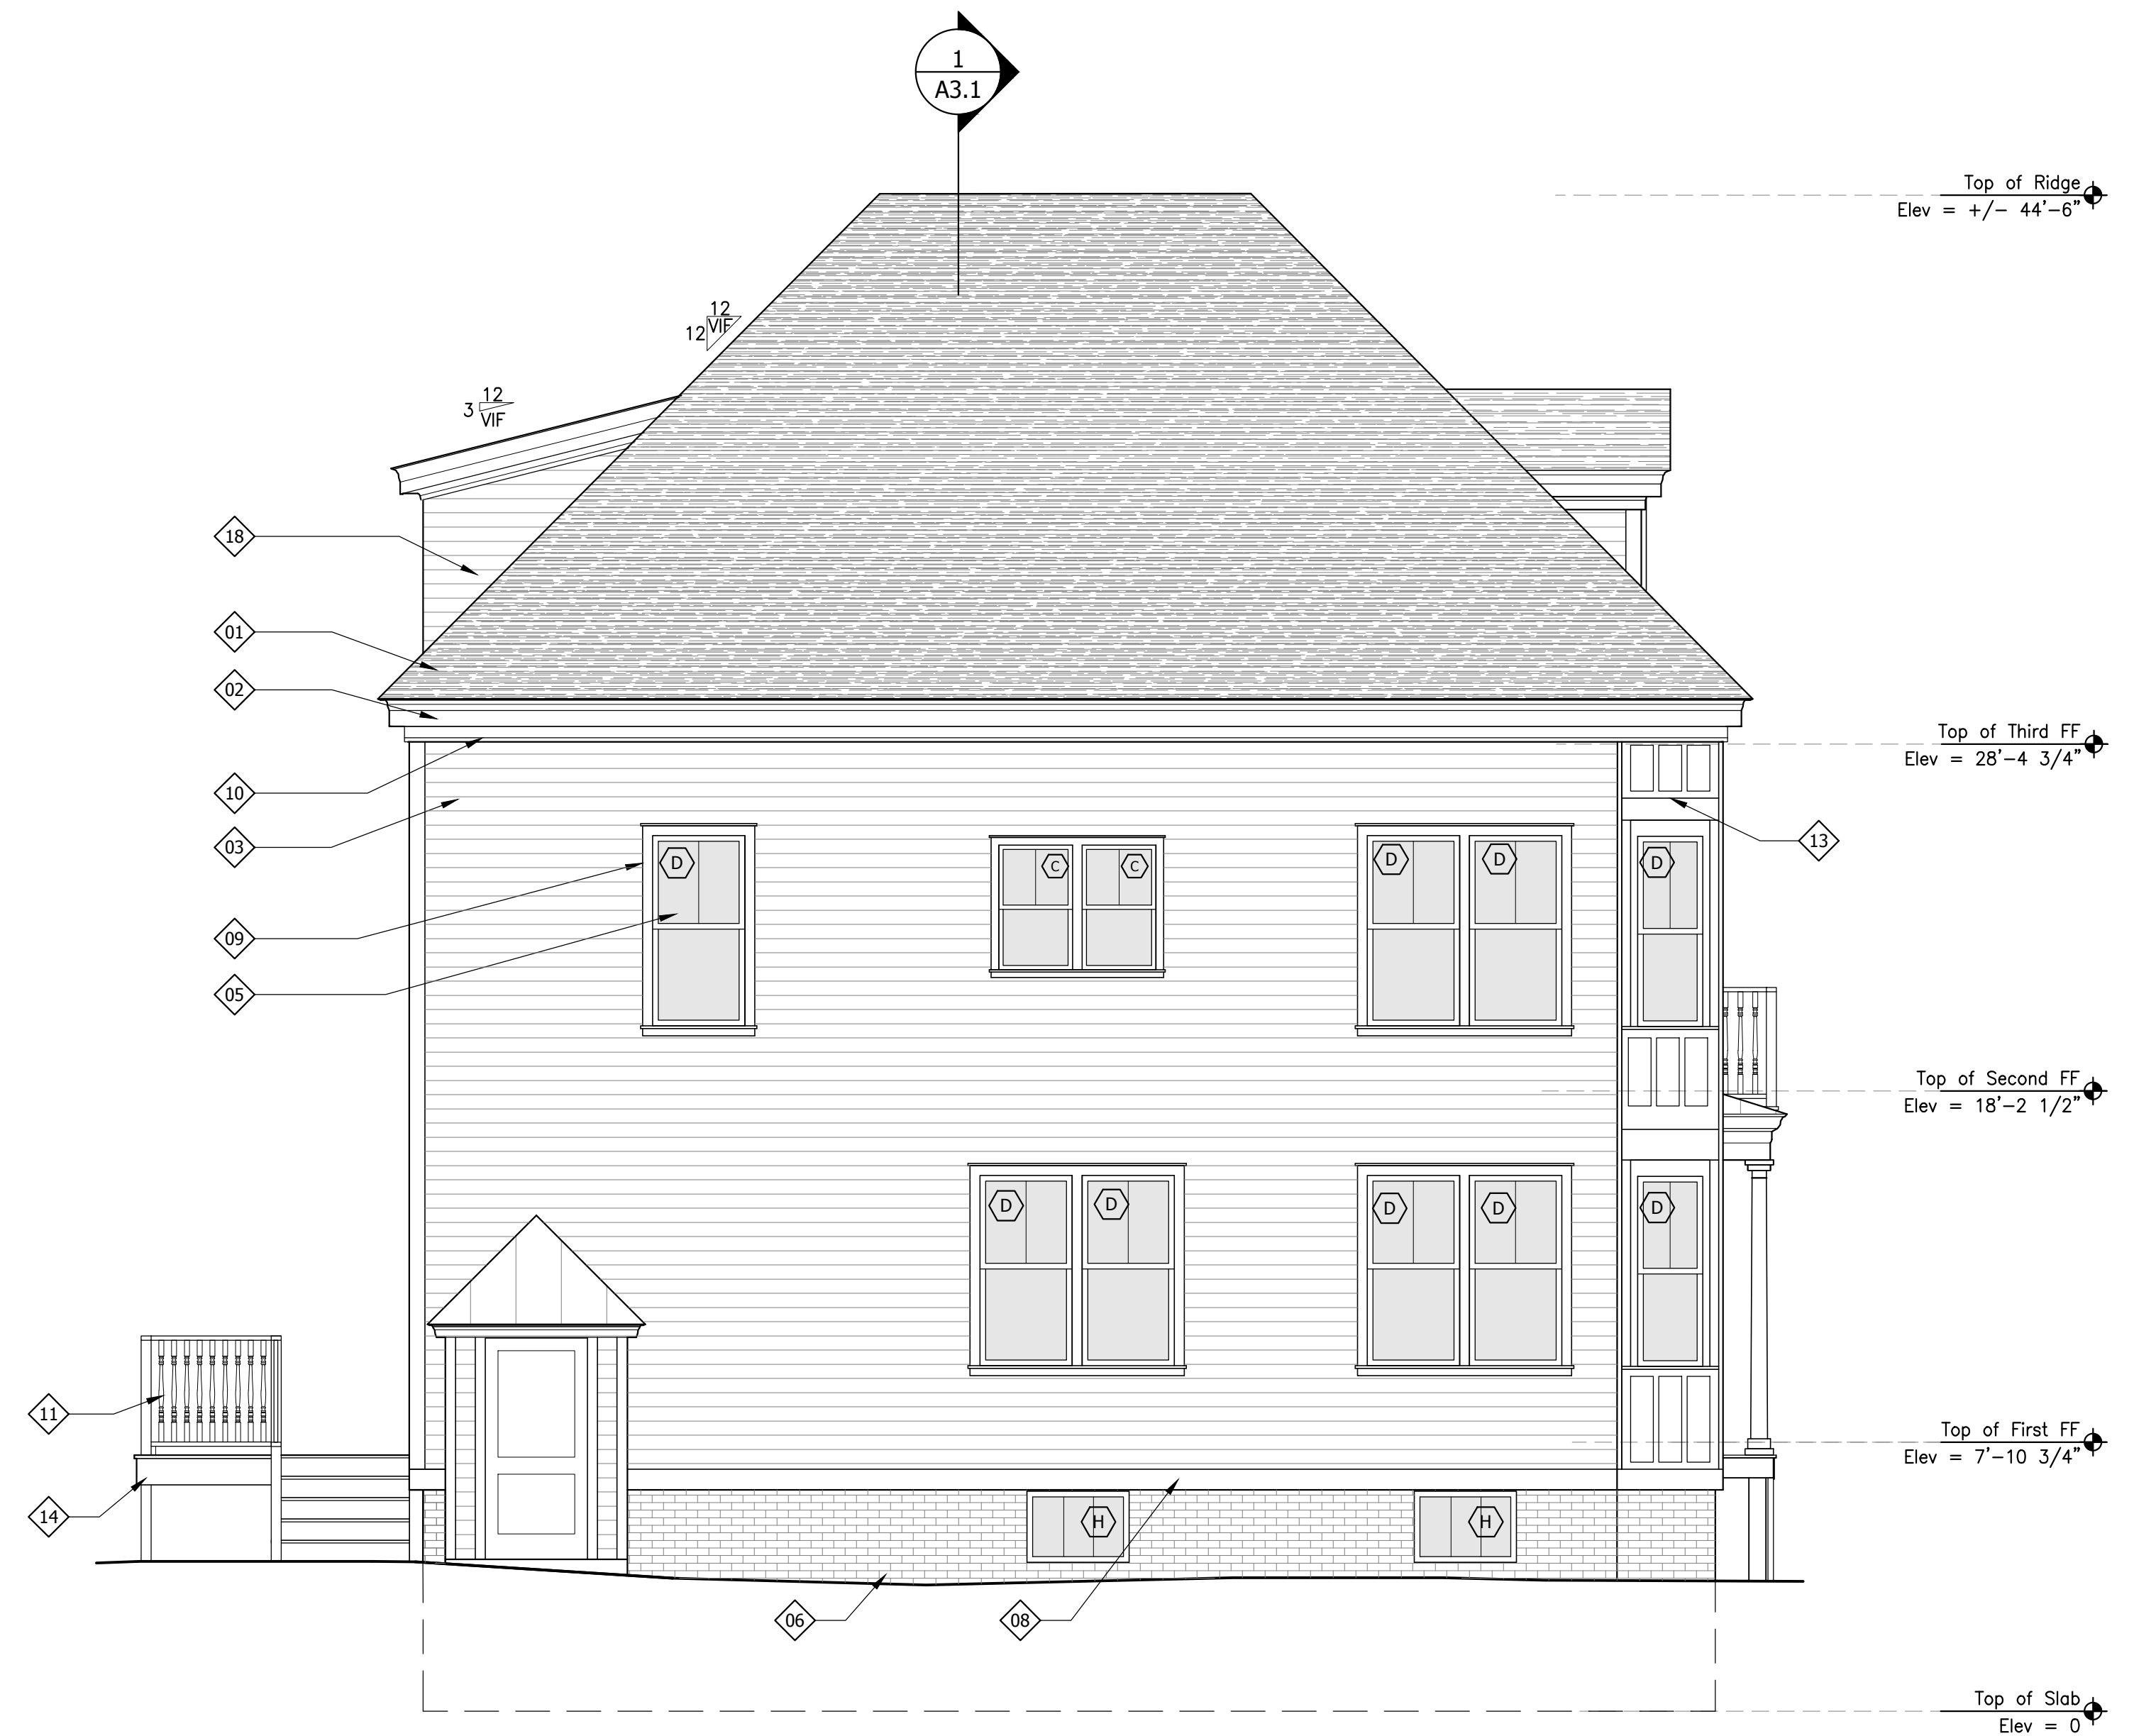 1
A3.1
Top of Ridge
Elev = +/- 44'-6"
12
12
VIF
12
3
VIF
18
01
02
Top of Third FF
Elev = 28'-4 3/4"
10
03
13
D
C
C
D
D
D
09
05
Top of Second FF
Elev = 18'-2 1/2"
D
D
D
D
D
11
Top of First FF
Elev = 7'-10 3/4"
14
H
H
06
08
Top of Slab
Elev = 0